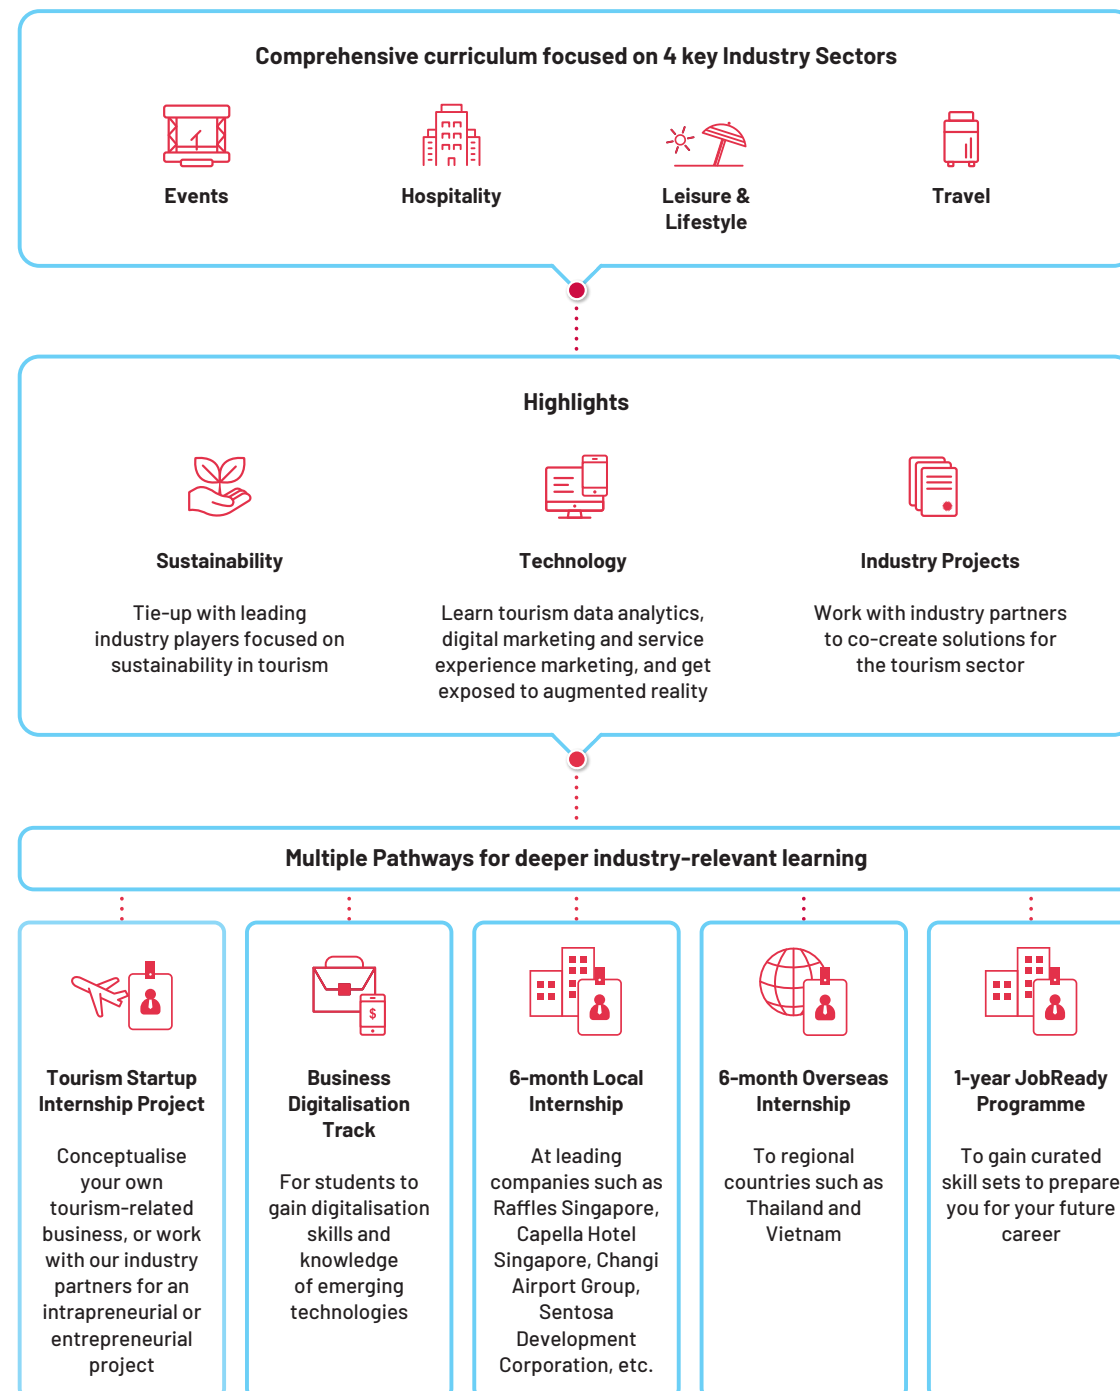 Comprehensive curriculum focused on 4 key Industry Sectors
Events
Hospitality
Leisure &
Lifestyle
Travel
Highlights
Sustainability
Tie-up with leading
industry players focused on
sustainability in tourism
Technology
Learn tourism data analytics,
digital marketing and service
experience marketing, and get
exposed to augmented reality
Industry Projects
Work with industry partners
to co-create solutions for
the tourism sector
Multiple Pathways for deeper industry-relevant learning
Tourism Startup
Internship Project
Conceptualise
your own
tourism-related
business, or work
with our industry
partners for an
intrapreneurial or
entrepreneurial
project
$
Business
Digitalisation
Track
For students to
gain digitalisation
skills and
knowledge
of emerging
technologies
6-month Local
Internship
At leading
companies such as
Raffles Singapore,
Capella Hotel
Singapore, Changi
Airport Group,
Sentosa
Development
Corporation, etc.
6-month Overseas
Internship
To regional
countries such as
Thailand and
Vietnam
1-year JobReady
Programme
To gain curated
skill sets to prepare
you for your future
career